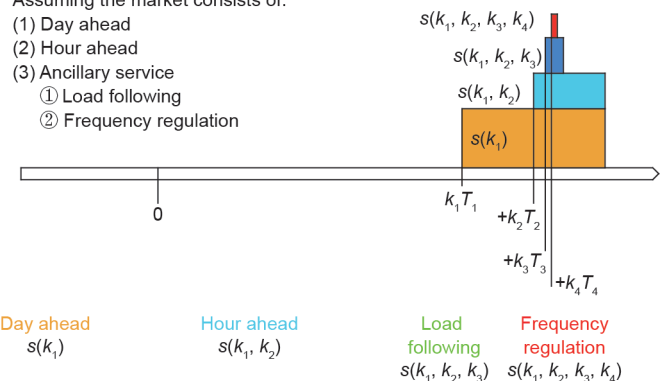 Assuming the market consists of:
(1) Day ahead
(2) Hour ahead
(3) Ancillary service
① Load following
② Frequency regulation
s(k₁, k₂, k₃, k₄)
s(k₁, k₂, k₃)
s(k₁, k₂)
s(k₁)
k₁T₁
0
+k₂T₂
+k₃T₃
+k₄T₄
Day ahead
s(k₁)
Hour ahead
s(k₁, k₂)
Load
following
s(k₁, k₂, k₃)
Frequency
regulation
s(k₁, k₂, k₃, k₄)